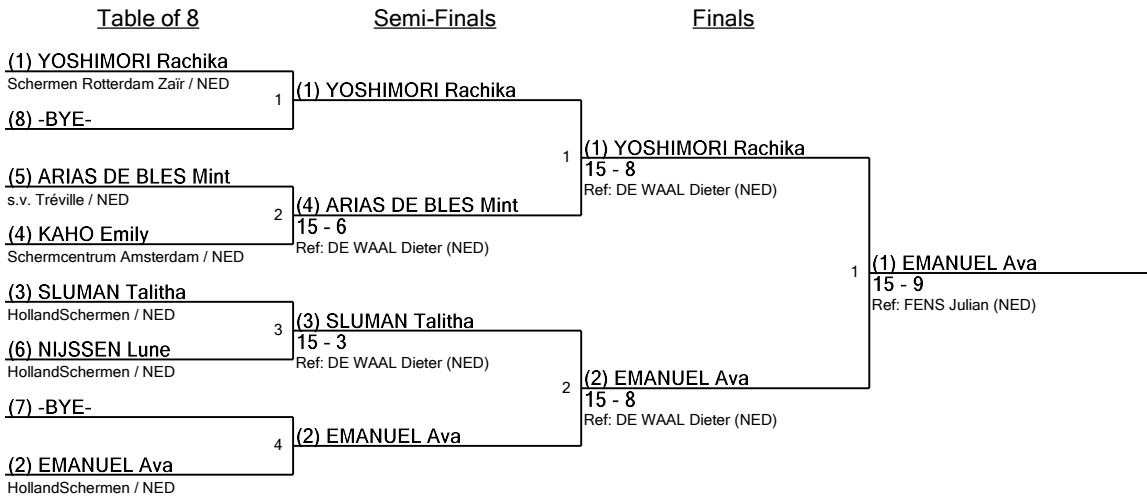 Table of 8
Semi-Finals
Finals
(1) YOSHIMORI Rachika
Schermen Rotterdam Zaïr / NED
1
(8) -BYE-
(5) ARIAS DE BLES Mint
s.v. Tréville / NED
2
(4) KAHO Emily
Schermcentrum Amsterdam / NED
(3) SLUMAN Talitha
HollandSchermen / NED
3
(6) NIJSSEN Lune
HollandSchermen / NED
(7) -BYE-
4
(2) EMANUEL Ava
HollandSchermen / NED
(1) YOSHIMORI Rachika
1
(4) ARIAS DE BLES Mint
15 - 6
Ref: DE WAAL Dieter (NED)
(3) SLUMAN Talitha
15 - 3
Ref: DE WAAL Dieter (NED)
2
(2) EMANUEL Ava
(1) YOSHIMORI Rachika
15 - 8
Ref: DE WAAL Dieter (NED)
1
(2) EMANUEL Ava
15 - 8
Ref: DE WAAL Dieter (NED)
(1) EMANUEL Ava
15 - 9
Ref: FENS Julian (NED)